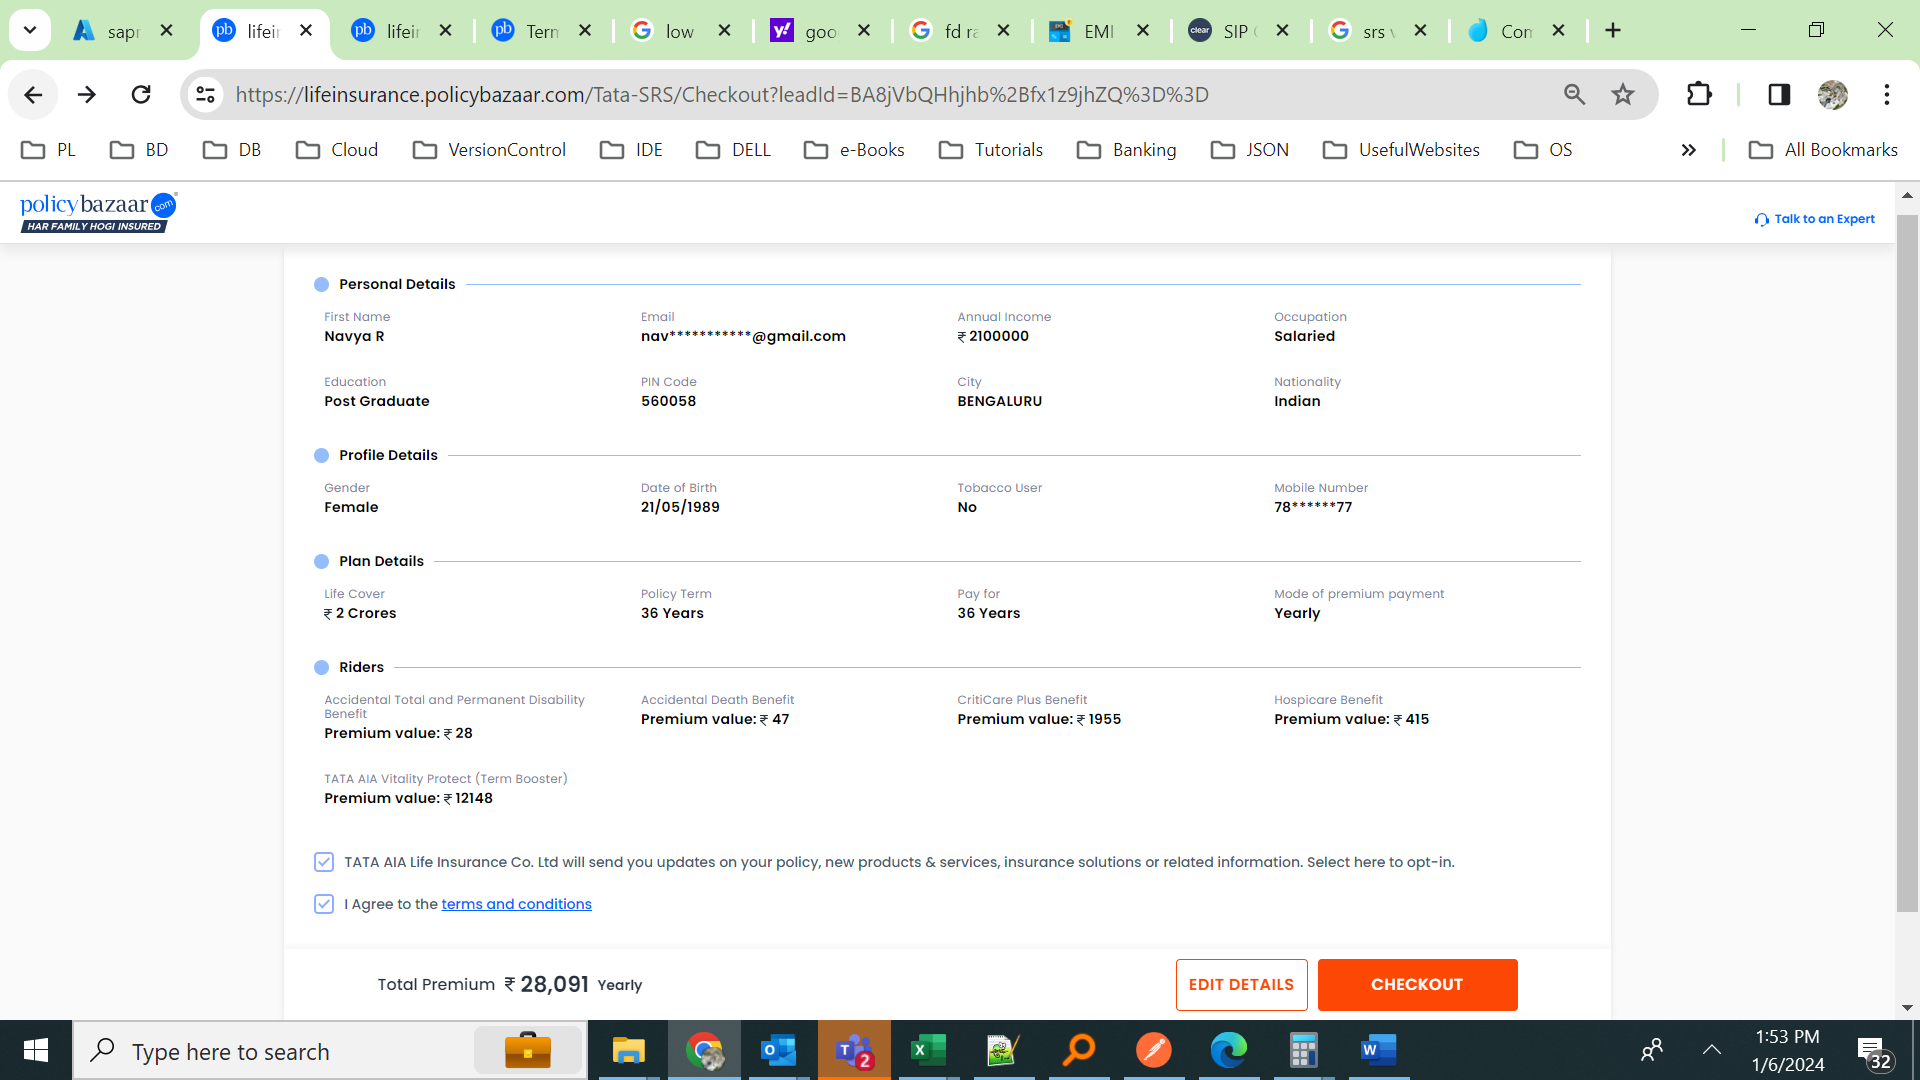 sapr
lifein
lifein
Tern
low
goo
fd ra
EMI
SIP
srs v
Con
https://lifeinsurance.policybazaar.com/Tata-SRS/Checkout?leadId=BA8jVbQHhjhb%2Bfx1z9jhZQ%3D%3D
PL
BD
DB
Cloud
VersionControl
IDE
DELL
e-Books
Tutorials
Banking
JSON
UsefulWebsites
OS
»
All Bookmarks
policybazaar.com
HAR FAMILY HOGI INSURED
Talk to an Expert
Personal Details
First Name Email Annual Income Occupation
Navya R nav***********@gmail.com ₹ 2100000 Salaried
Education PIN Code City Nationality
Post Graduate 560058 BENGALURU Indian
Profile Details
Gender Date of Birth Tobacco User Mobile Number
Female 21/05/1989 No 78******77
Plan Details
Life Cover Policy Term Pay for Mode of premium payment
₹ 2 Crores 36 Years 36 Years Yearly
Riders
Accidental Total and Permanent Disability
Benefit
Premium value: ₹ 28
Accidental Death Benefit
Premium value: ₹ 47
CritiCare Plus Benefit
Premium value: ₹ 1955
Hospicare Benefit
Premium value: ₹ 415
TATA AIA Vitality Protect (Term Booster)
Premium value: ₹ 12148
TATA AIA Life Insurance Co. Ltd will send you updates on your policy, new products & services, insurance solutions or related information. Select here to opt-in.
I Agree to the terms and conditions
Total Premium ₹ 28,091 Yearly
EDIT DETAILS
CHECKOUT
Type here to search
2
1:53 PM
1/6/2024
32